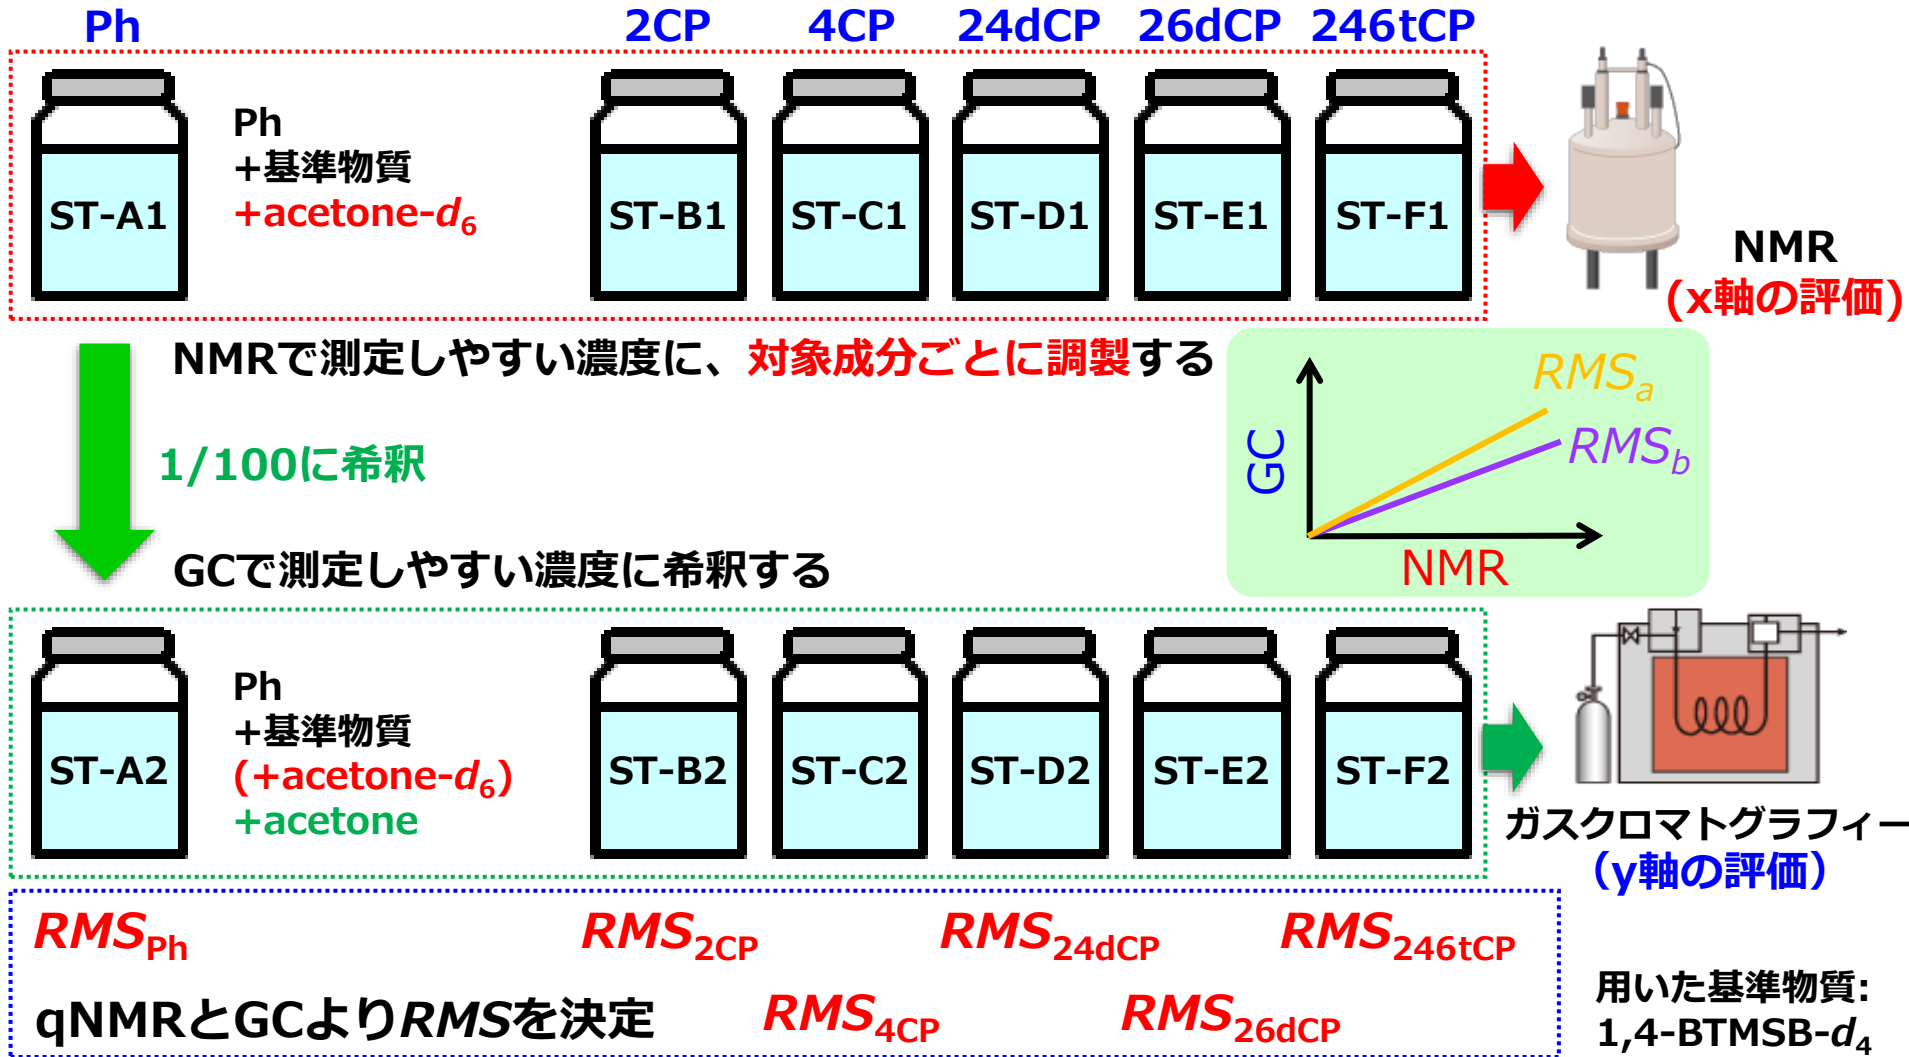 Ph 2CP 4CP 24dCP 26dCP 246tCP
Ph
+基準物質
+acetone-d6
ST-A1 ST-B1 ST-C1 ST-D1 ST-E1 ST-F1
NMR
(x軸の評価)
NMRで測定しやすい濃度に、対象成分ごとに調製する
RMSa
RMSb
GC
NMR
1/100に希釈
GCで測定しやすい濃度に希釈する
Ph
+基準物質
(+acetone-d6)
+acetone
ST-A2 ST-B2 ST-C2 ST-D2 ST-E2 ST-F2
ガスクロマトグラフィー
(y軸の評価)
RMSPh RMS2CP RMS24dCP RMS246tCP
qNMRとGCよりRMSを決定 RMS4CP RMS26dCP
用いた基準物質:
1,4-BTMSB-d4